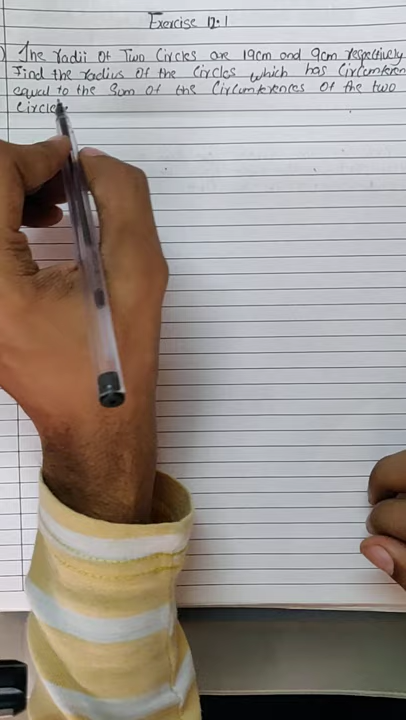 Exercise 12.1
) The radii of Two Circles are 19cm and 9cm respectively
Find the radius of the Circles which has Circumferen
equal to the Sum of the Circumferences of the two
Circles.